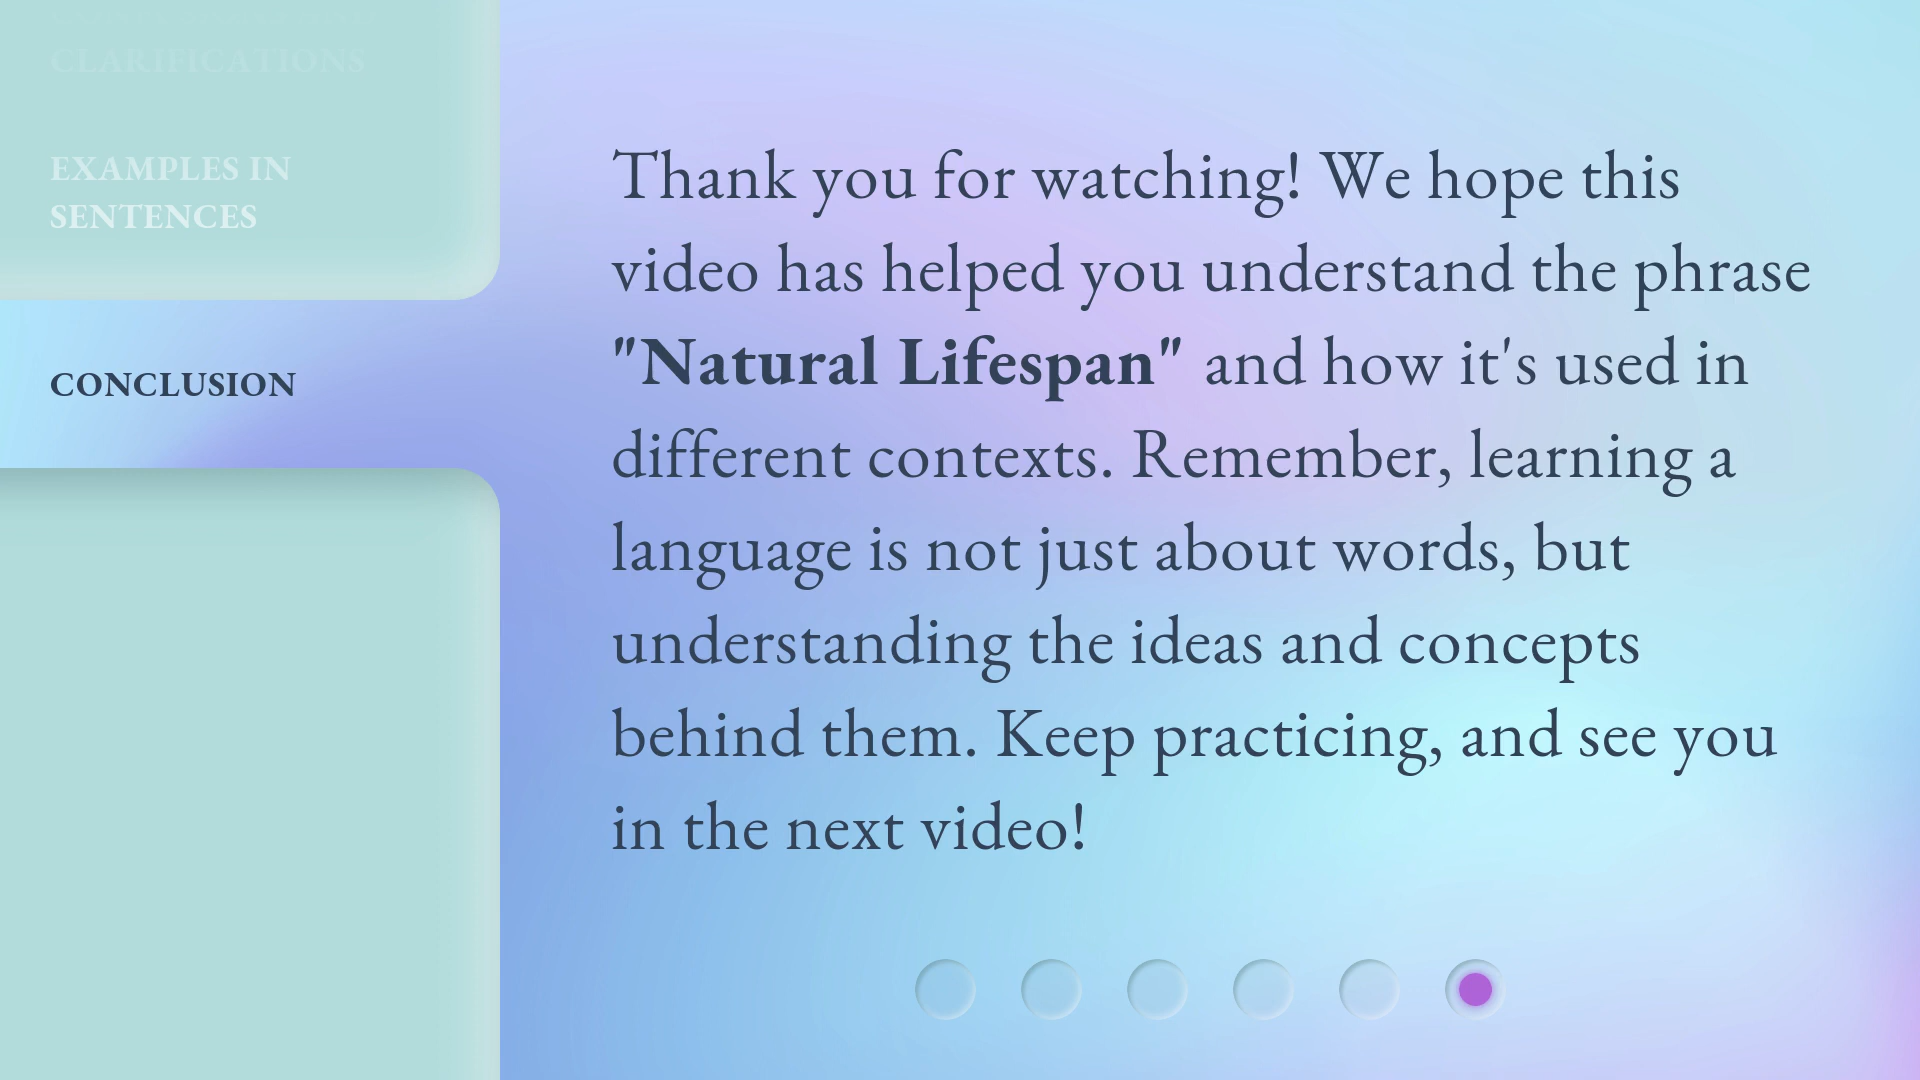 CLARIFICATIONS
EXAMPLES IN
SENTENCES
CONCLUSION
Thank you for watching! We hope this
video has helped you understand the phrase
"Natural Lifespan" and how it's used in
different contexts. Remember, learning a
language is not just about words, but
understanding the ideas and concepts
behind them. Keep practicing, and see you
in the next video!